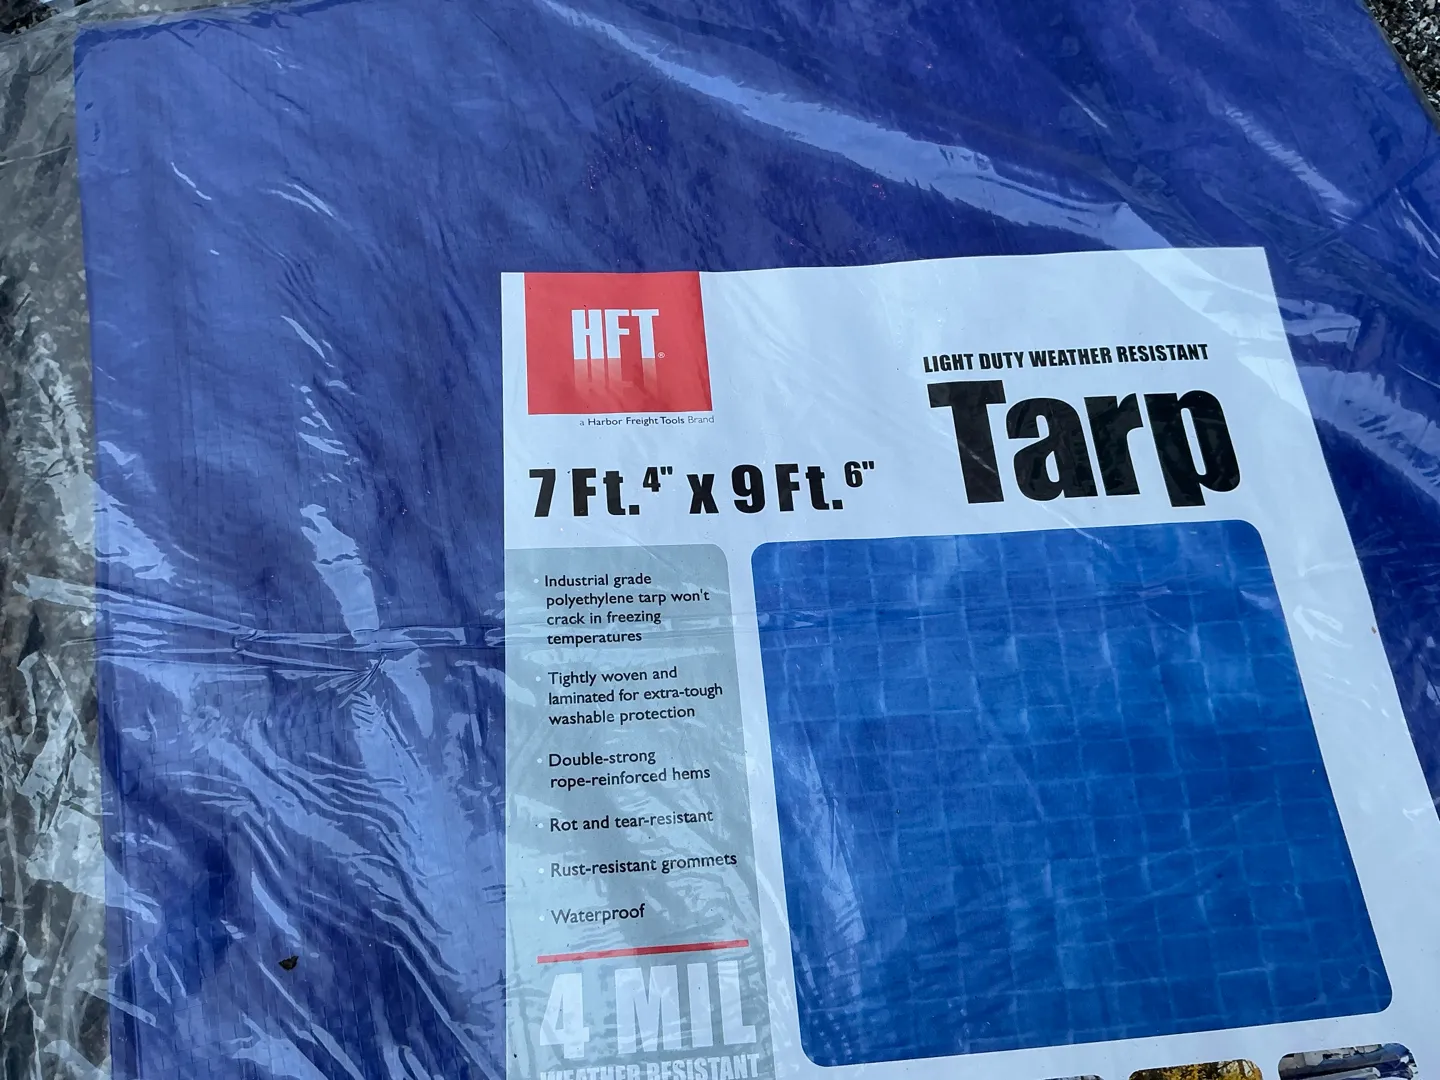 HFT®
a Harbor Freight Tools Brand
LIGHT DUTY WEATHER RESISTANT
Tarp
7 Ft. 4" x 9 Ft. 6"
Industrial grade
polyethylene tarp won't
crack in freezing
temperatures
Tightly woven and
laminated for extra-tough
washable protection
Double-strong
rope-reinforced hems
Rot and tear-resistant
Rust-resistant grommets
Waterproof
4 MIL
WEATHER RESISTANT